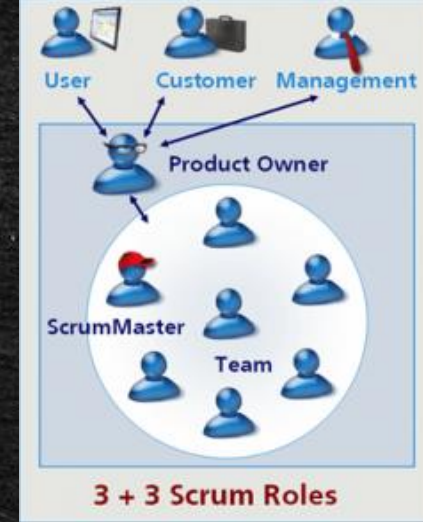 User Customer Management
Product Owner
ScrumMaster
Team
3 + 3 Scrum Roles